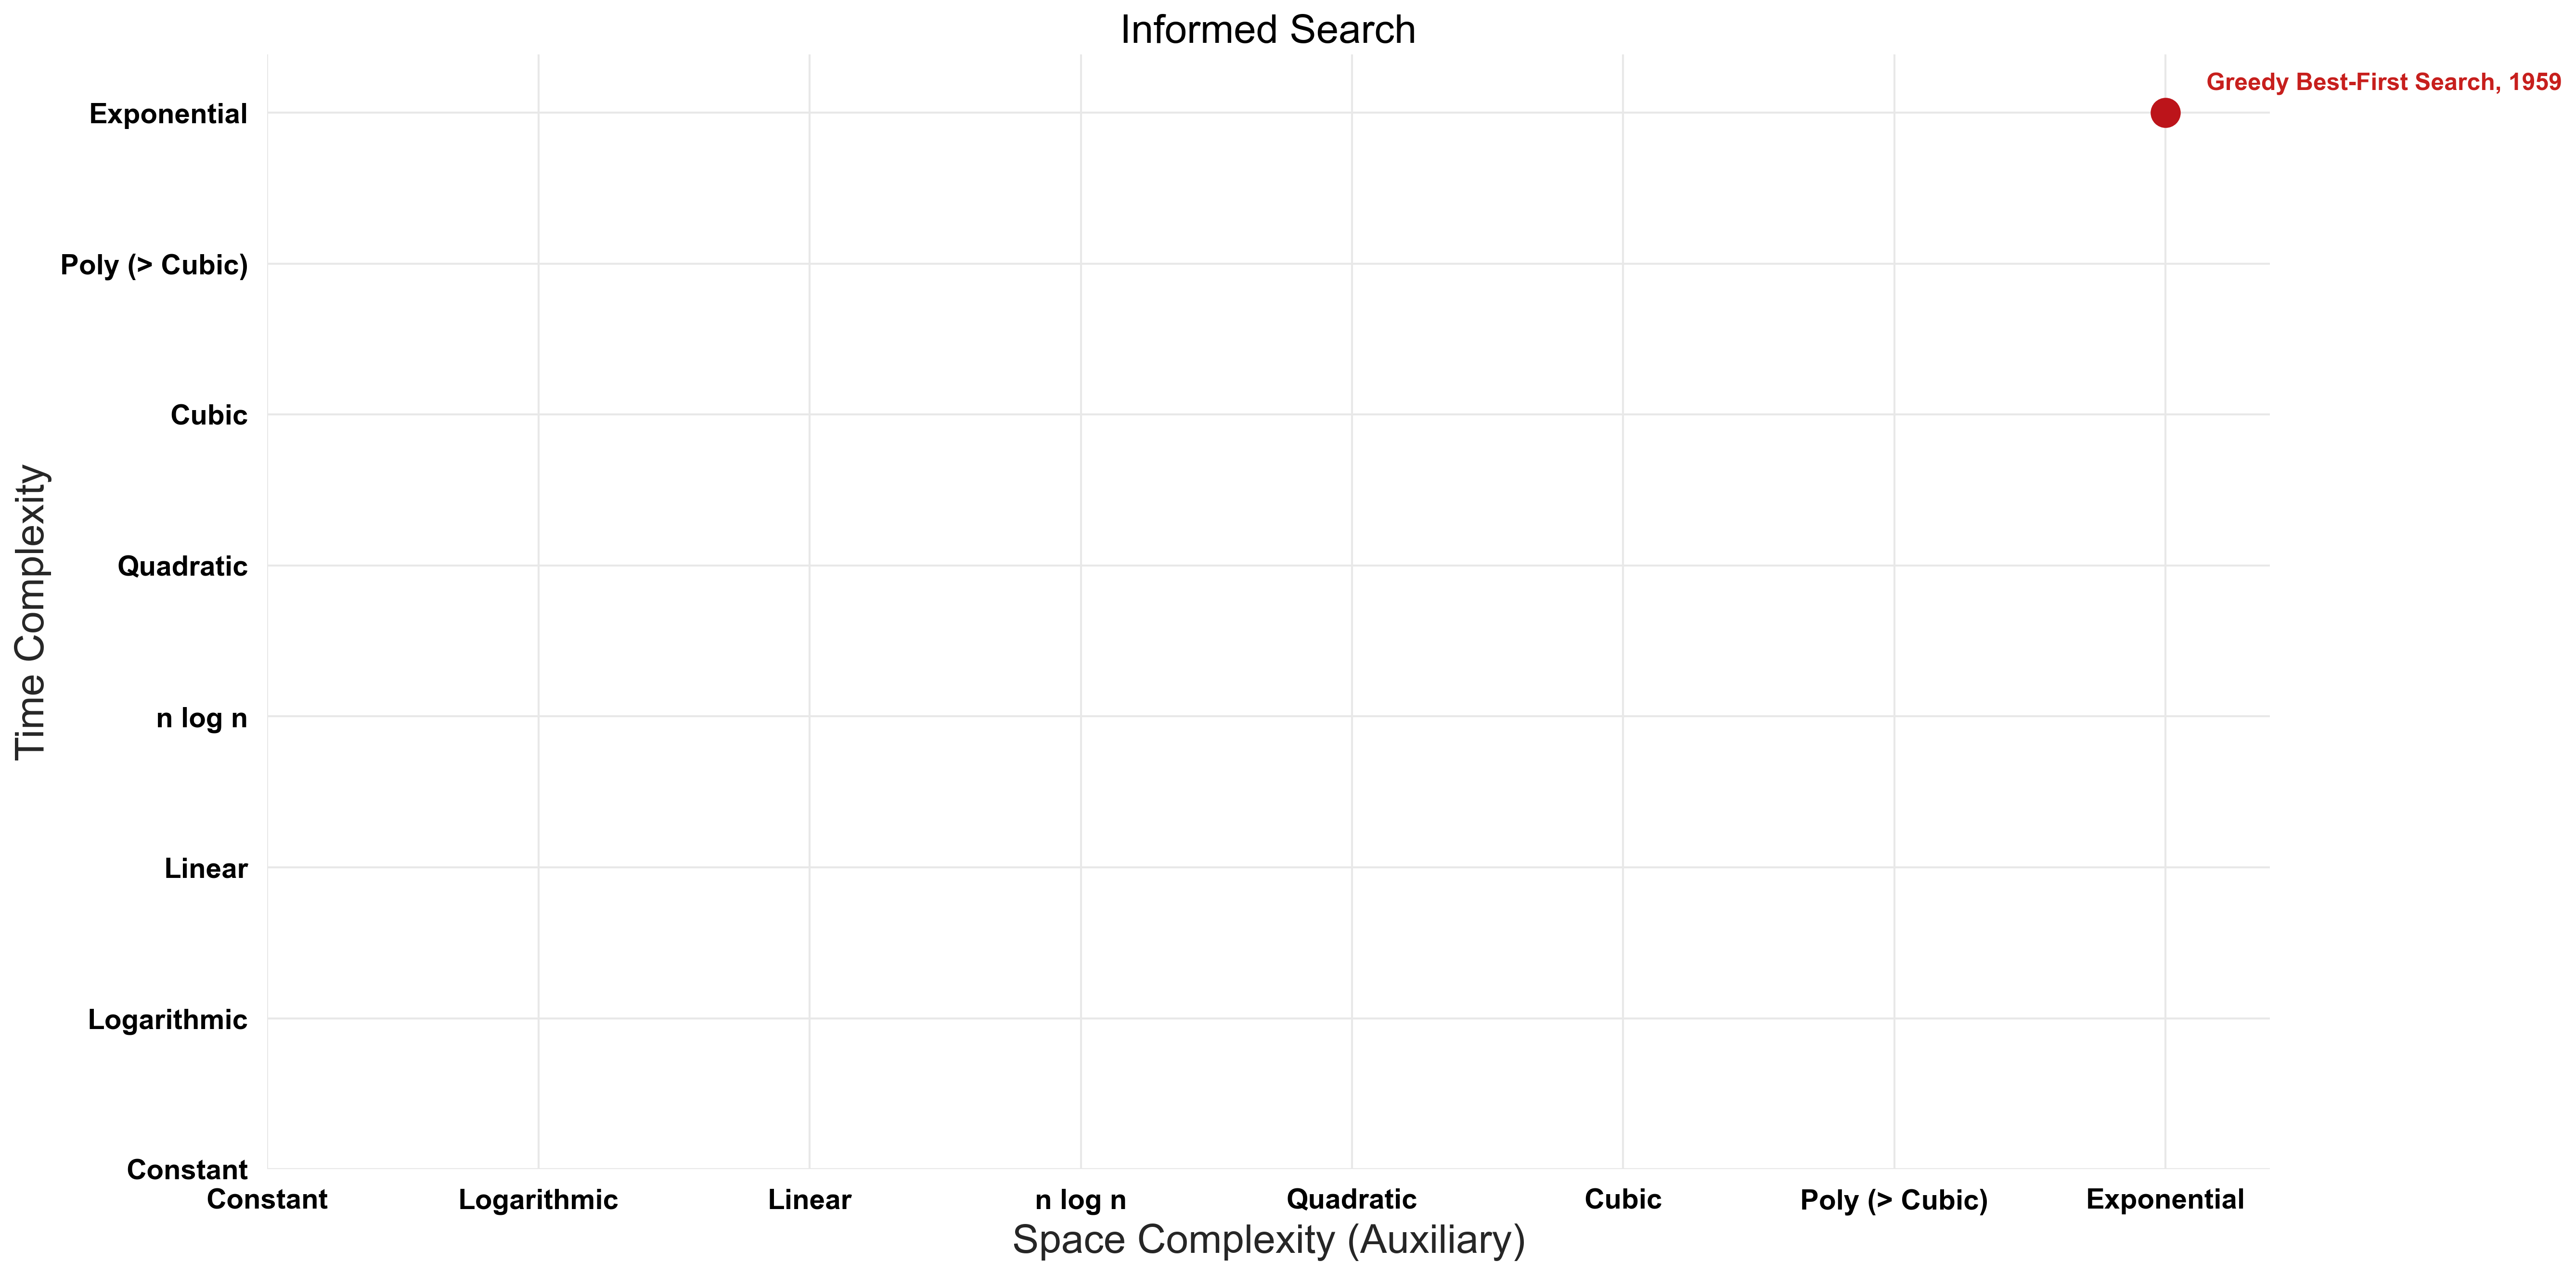 Informed Search
Greedy Best-First Search, 1959
Time Complexity
Exponential
Poly (> Cubic)
Cubic
Quadratic
n log n
Linear
Logarithmic
Constant
Constant Logarithmic Linear n log n Quadratic Cubic Poly (> Cubic) Exponential
Space Complexity (Auxiliary)